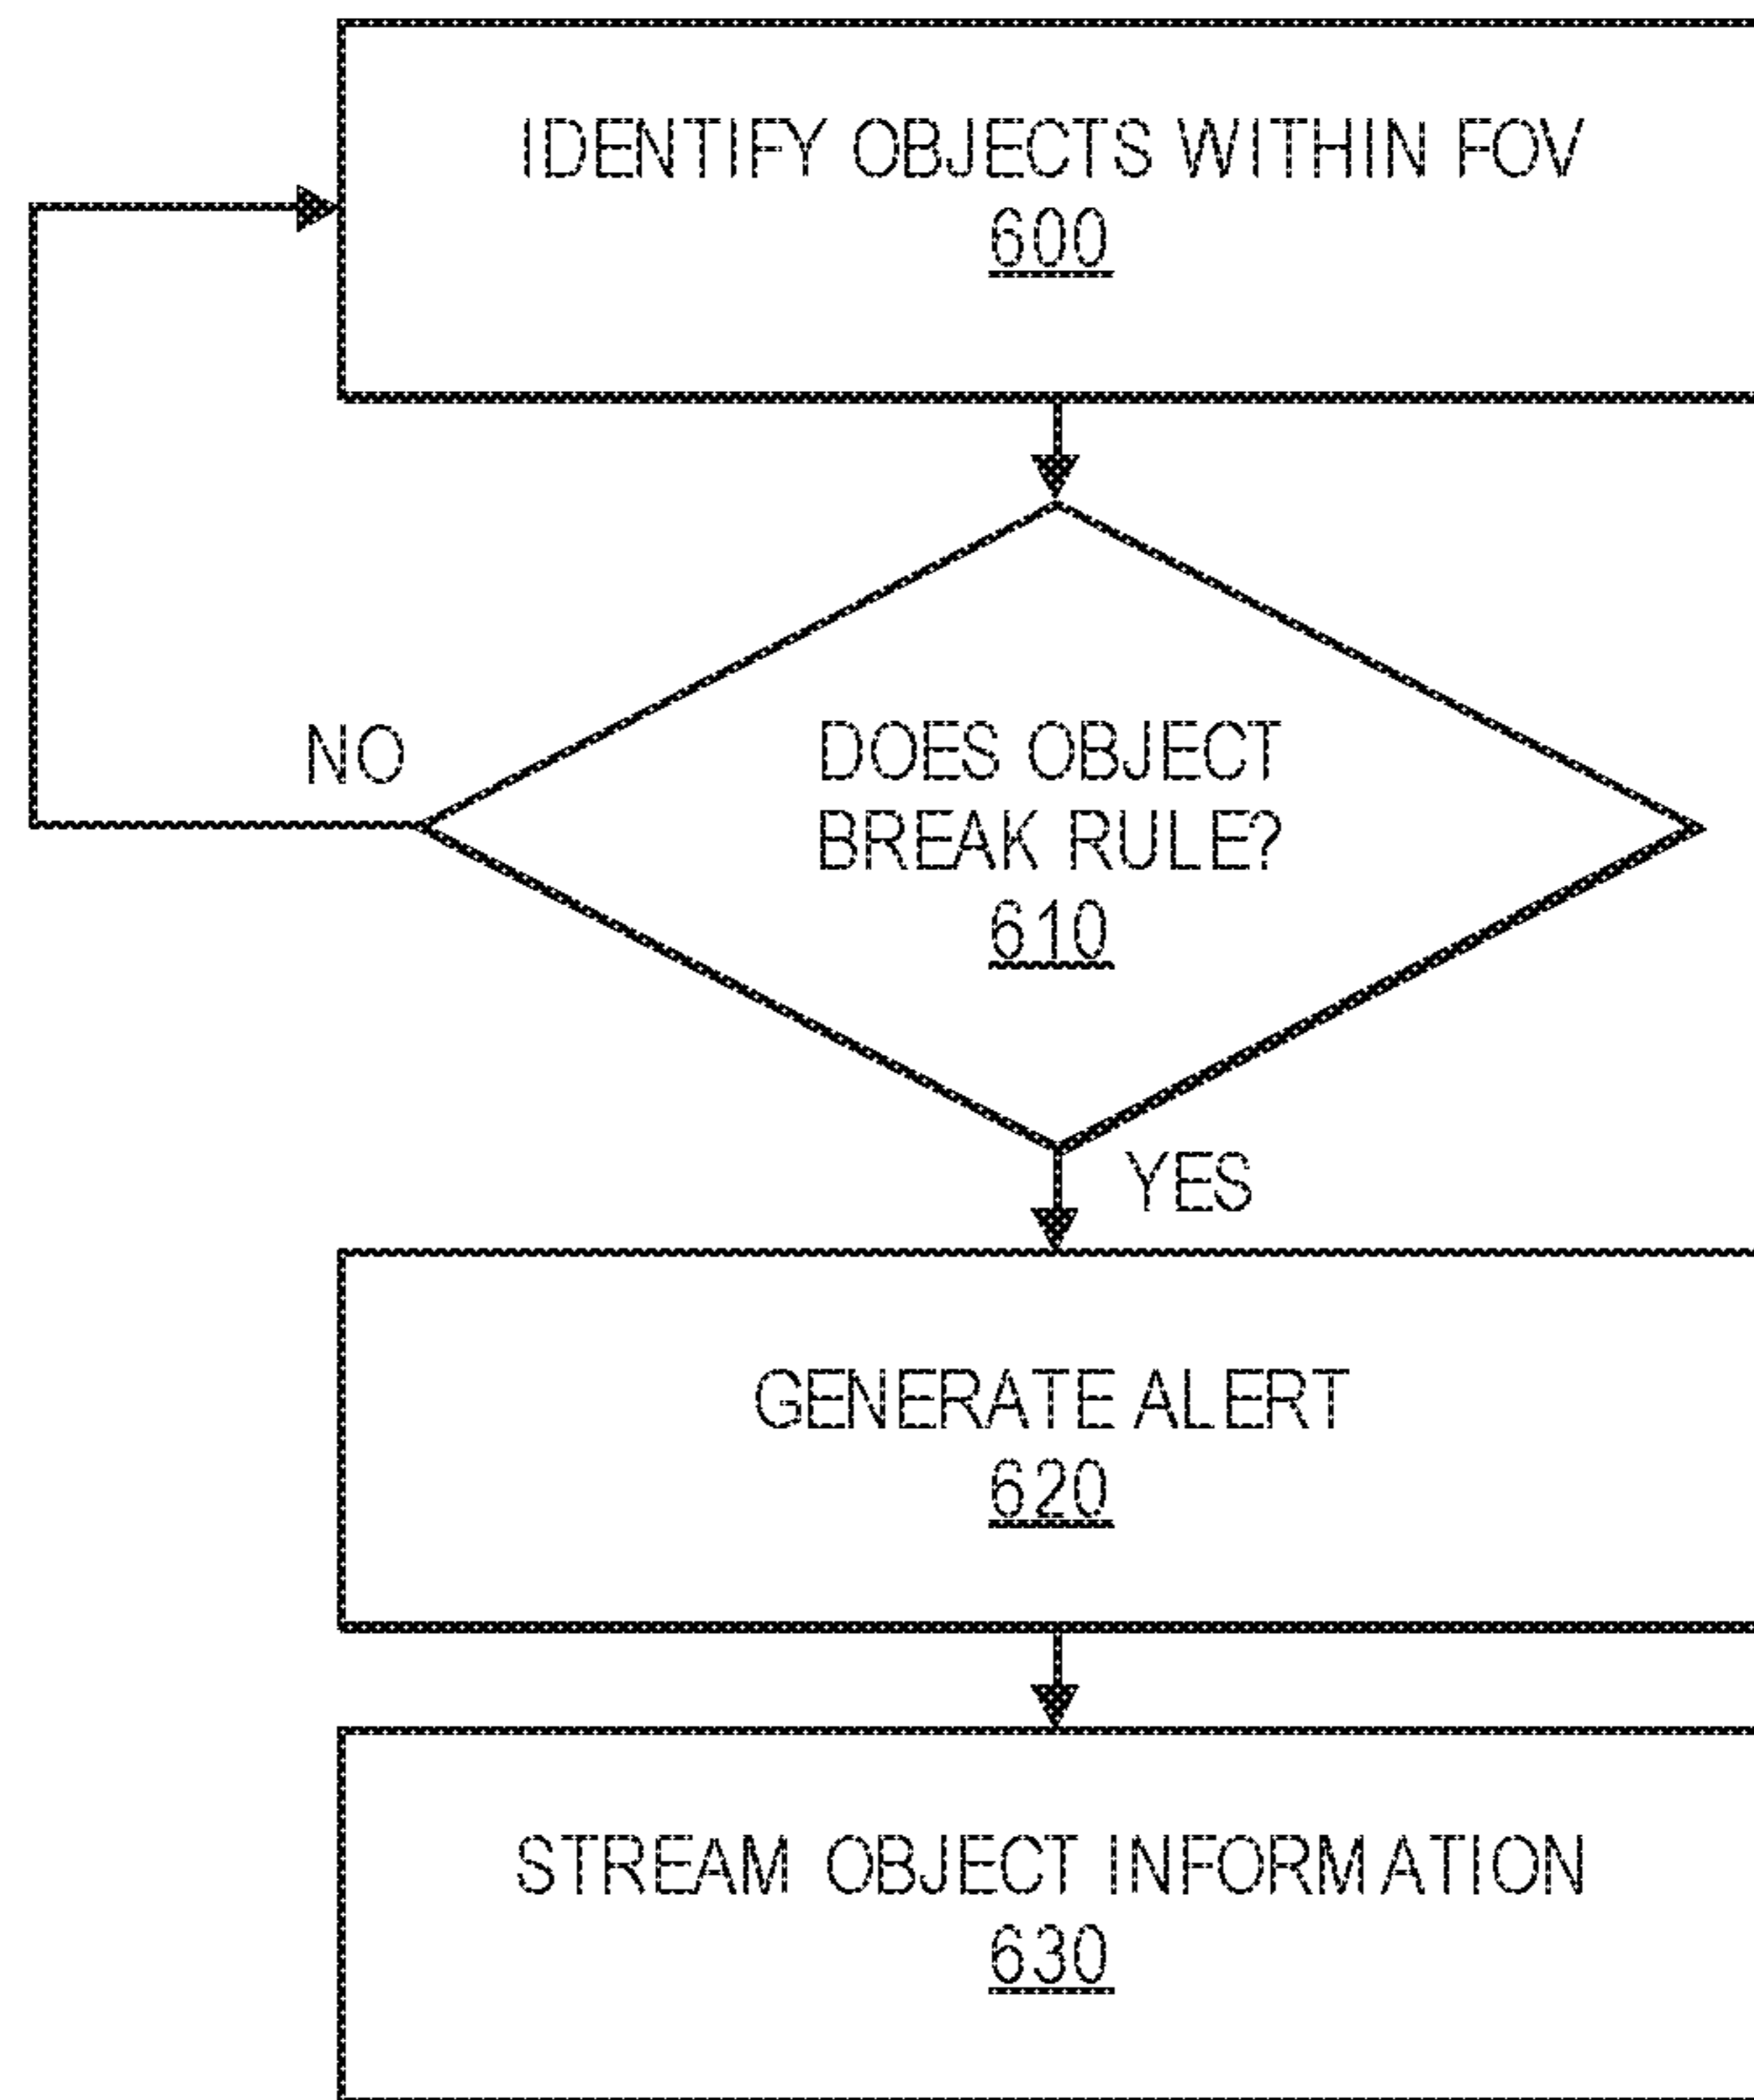 IDENTIFY OBJECTS WITHIN FOV
600
NO
DOES OBJECT
BREAK RULE?
610
YES
GENERATE ALERT
620
STREAM OBJECT INFORMATION
630